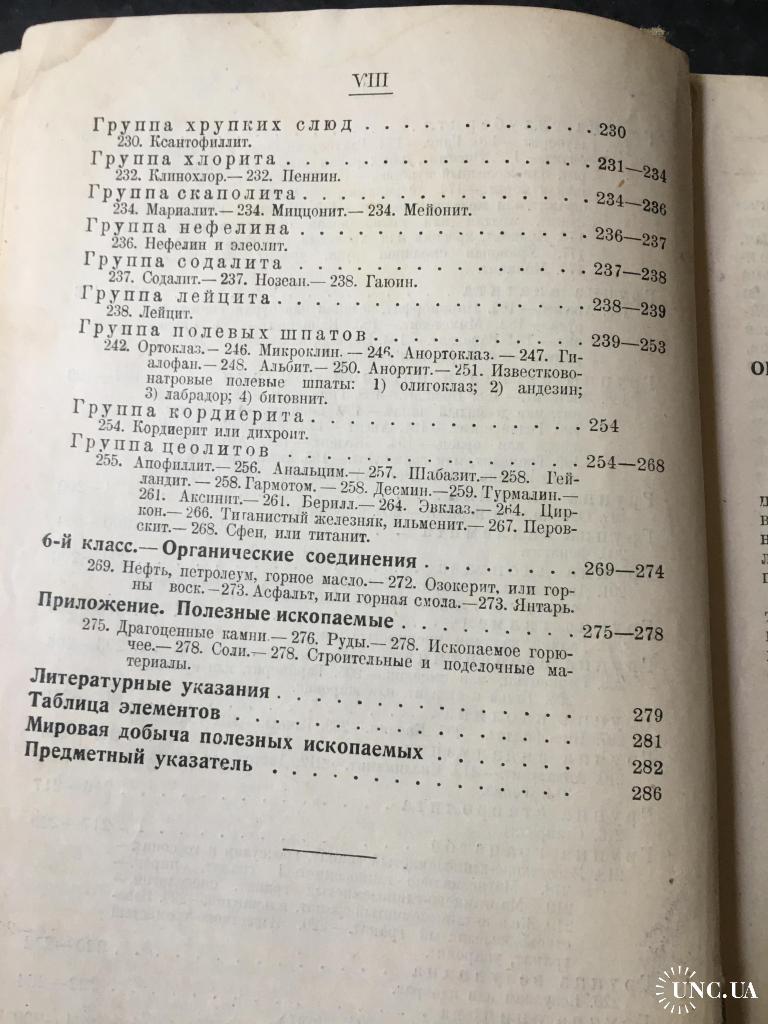 VIII
Группа хрупких слюд . . . . . . . . . . . . 230
230. Ксантофиллит.
Группа хлорита . . . . . . . . . . . . . . . . 231—234
232. Клинохлор.— 232. Пеннин.
Группа скаполита . . . . . . . . . . . . . . . 234—236
234. Мариалит.— 234. Миццонит.— 234. Мейонит.
Группа нефелина . . . . . . . . . . . . . . . 236—237
236. Нефелин и элеолит.
Группа содалита . . . . . . . . . . . . . . . 237—238
237. Содалит.— 237. Нозеан.— 238. Гаюин.
Группа лейцита . . . . . . . . . . . . . . . . 238—239
238. Лейцит.
Группа полевых шпатов . . . . . . . . . . . 239—253
242. Ортоклаз.— 246. Микроклин.— 246. Анортоклаз.— 247. Ги-
алофан.— 248. Альбит.— 250. Анортит.— 251. Известково-
натровые полевые шпаты: 1) олигоклаз; 2) андезин;
3) лабрадор; 4) битовнит.
Группа кордиерита . . . . . . . . . . . . . . . 254
254. Кордиерит или дихроит.
Группа цеолитов . . . . . . . . . . . . . . . 254—268
255. Апофиллит.— 256. Анальцим.— 257. Шабазит.— 258. Гей-
ландит.— 258. Гармотом.— 258. Десмин.—259. Турмалин.—
261. Аксинит.— 261. Берилл.— 264. Эвклаз.— 264. Цир-
кон.— 266. Титанистый железняк, ильменит.— 267. Перов-
скит.— 268. Сфен, или титанит.
6-й класс.— Органические соединения . . . . . . . . 269—274
269. Нефть, петролеум, горное масло.— 272. Озокерит, или гор-
ны воск.—273. Асфальт, или горная смола.—273. Янтарь.
Приложение. Полезные ископаемые . . . . . . . . . 275—278
275. Драгоценные камни.— 276. Руды.— 278. Ископаемое горю-
чее.— 278. Соли.— 278. Строительные и поделочные ма-
териалы.
Литературные указания . . . . . . . . . . . . . . 279
Таблица элементов . . . . . . . . . . . . . . . . 281
Мировая добыча полезных ископаемых . . . . . . . 282
Предметный указатель . . . . . . . . . . . . . . . 286
UNC.UA